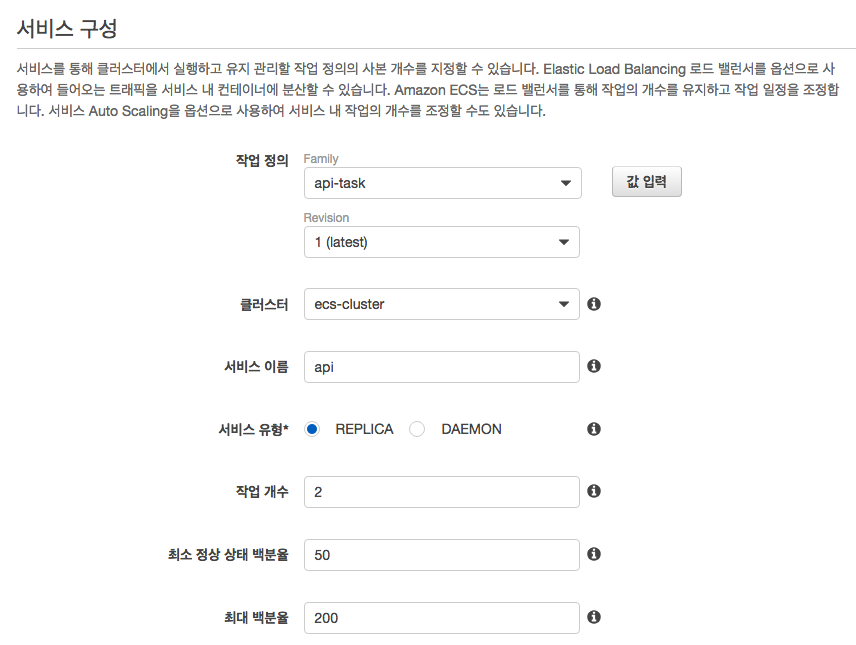 서비스 구성
서비스를 통해 클러스터에서 실행하고 유지 관리할 작업 정의의 사본 개수를 지정할 수 있습니다. Elastic Load Balancing 로드 밸런서를 옵션으로 사
용하여 들어오는 트래픽을 서비스 내 컨테이너에 분산할 수 있습니다. Amazon ECS는 로드 밸런서를 통해 작업의 개수를 유지하고 작업 일정을 조정합
니다. 서비스 Auto Scaling을 옵션으로 사용하여 서비스 내 작업의 개수를 조정할 수도 있습니다.
작업 정의 Family
api-task 값 입력
Revision
1 (latest)
클러스터 ecs-cluster
서비스 이름 api
서비스 유형* REPLICA DAEMON
작업 개수 2
최소 정상 상태 백분율 50
최대 백분율 200